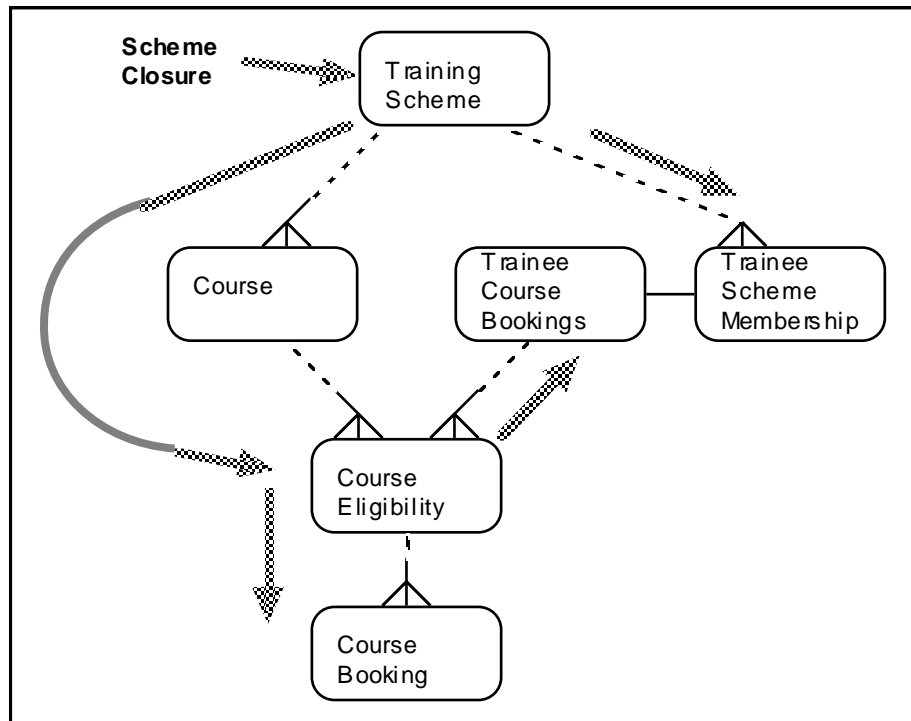 Scheme
Closure
Training
Scheme
Course
Trainee
Course
Bookings
Trainee
Scheme
Membership
Course
Eligibility
Course
Booking